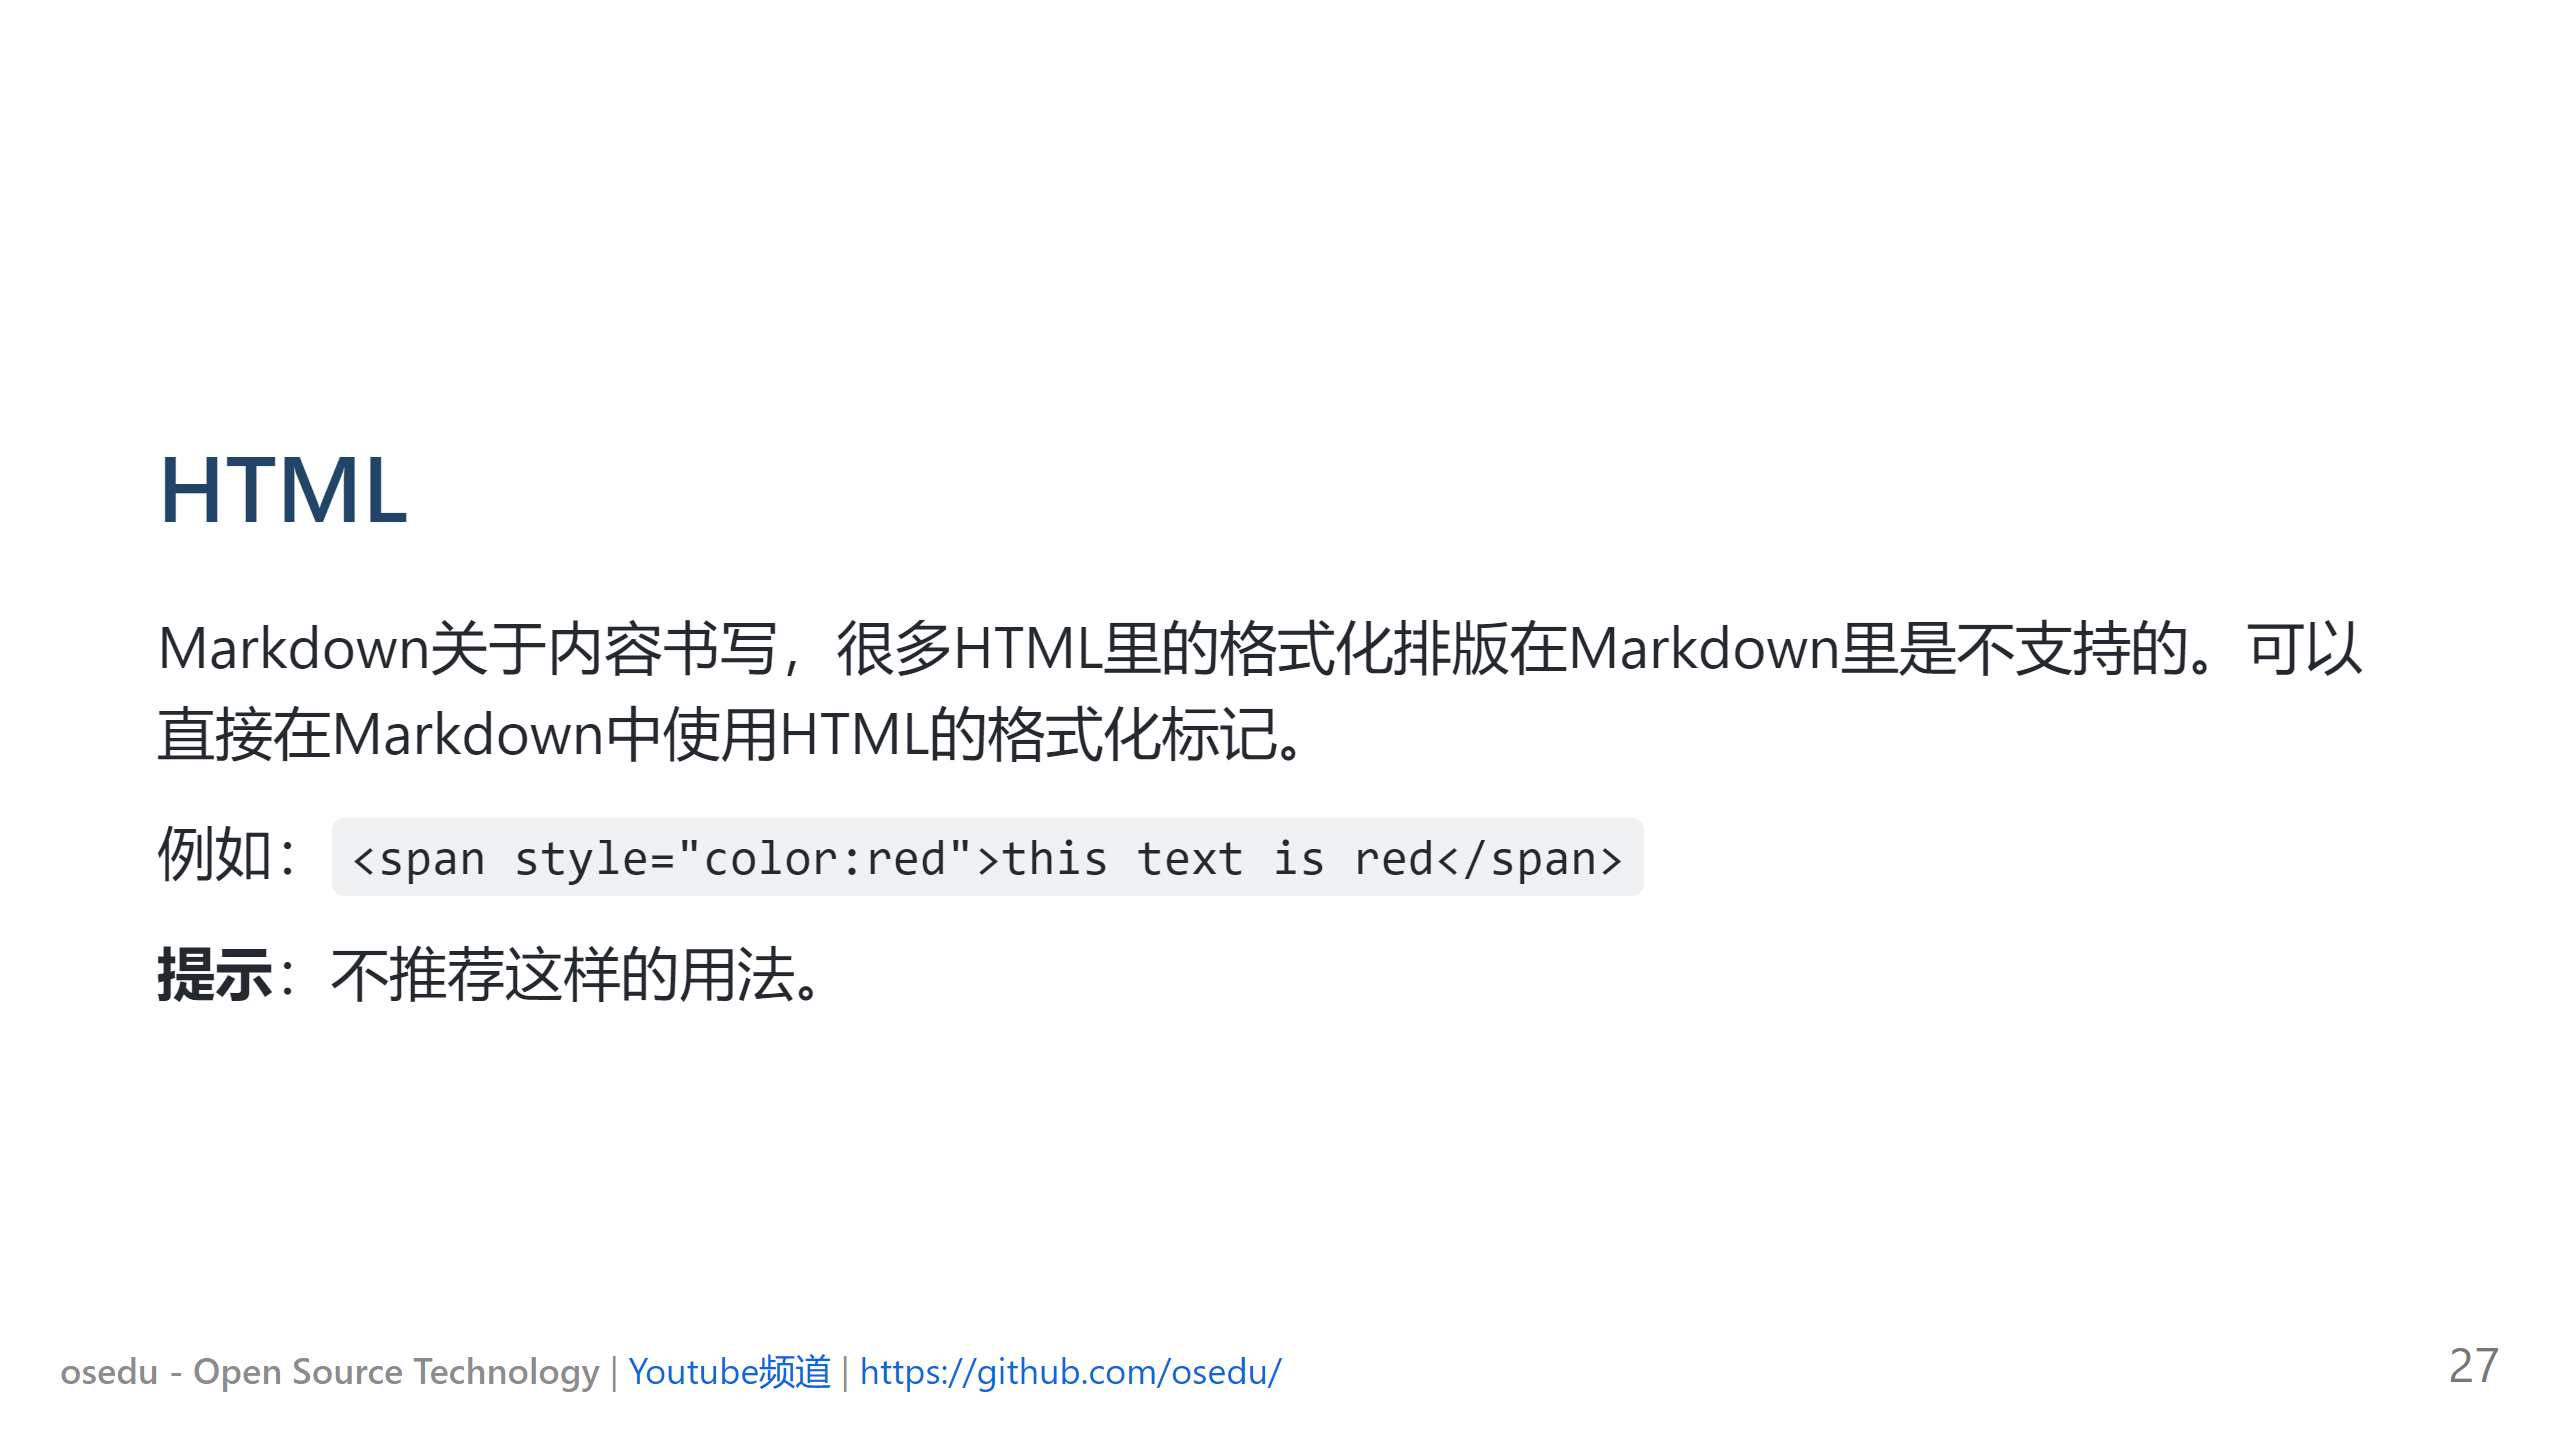 HTML
Markdown关于内容书写，很多HTML里的格式化排版在Markdown里是不支持的。可以
直接在Markdown中使用HTML的格式化标记。
例如：<span style="color:red">this text is red</span>
提示：不推荐这样的用法。
osedu - Open Source Technology | Youtube频道 | https://github.com/osedu/
27